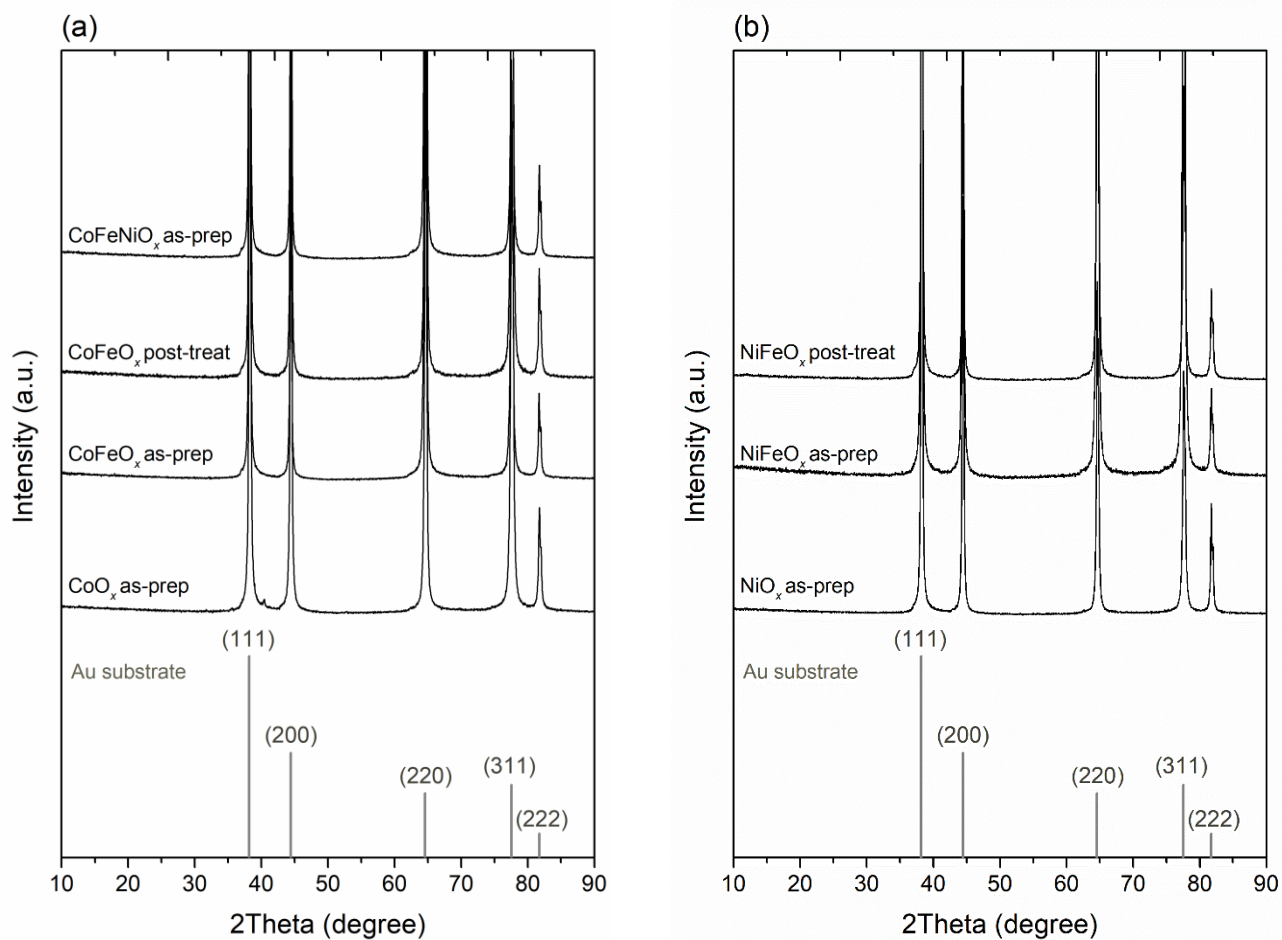 (a)
CoFeNiOₓ as-prep
CoFeOₓ post-treat
CoFeOₓ as-prep
CoOₓ as-prep
(111)
Au substrate
(200)
(311)
(220)
(222)
10 20 30 40 50 60 70 80 90
2Theta (degree)
Intensity (a.u.)
(b)
NiFeOₓ post-treat
NiFeOₓ as-prep
NiOₓ as-prep
(111)
Au substrate
(200)
(311)
(220)
(222)
10 20 30 40 50 60 70 80 90
2Theta (degree)
Intensity (a.u.)